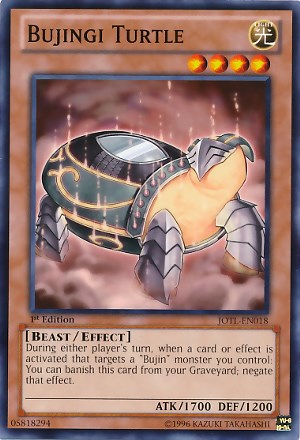 Bujingi Turtle
LIGHT
光
JOTL-EN018
1st Edition
[Beast/Effect]
During either player's turn, when a card or effect is
activated that targets a "Bujin" monster you control:
You can banish this card from your Graveyard; negate
that effect.
ATK/1700 DEF/1200
05818294
©1996 KAZUKI TAKAHASHI